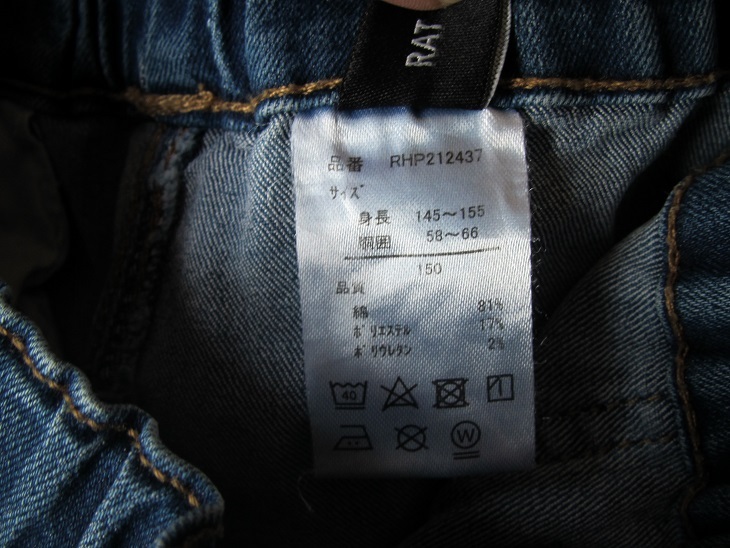 RAT
品番 RHP212437
サイズ
身長 145～155
胴囲 58～66
150
品質
綿 81%
ポリエステル 17%
ポリウレタン 2%
40
W